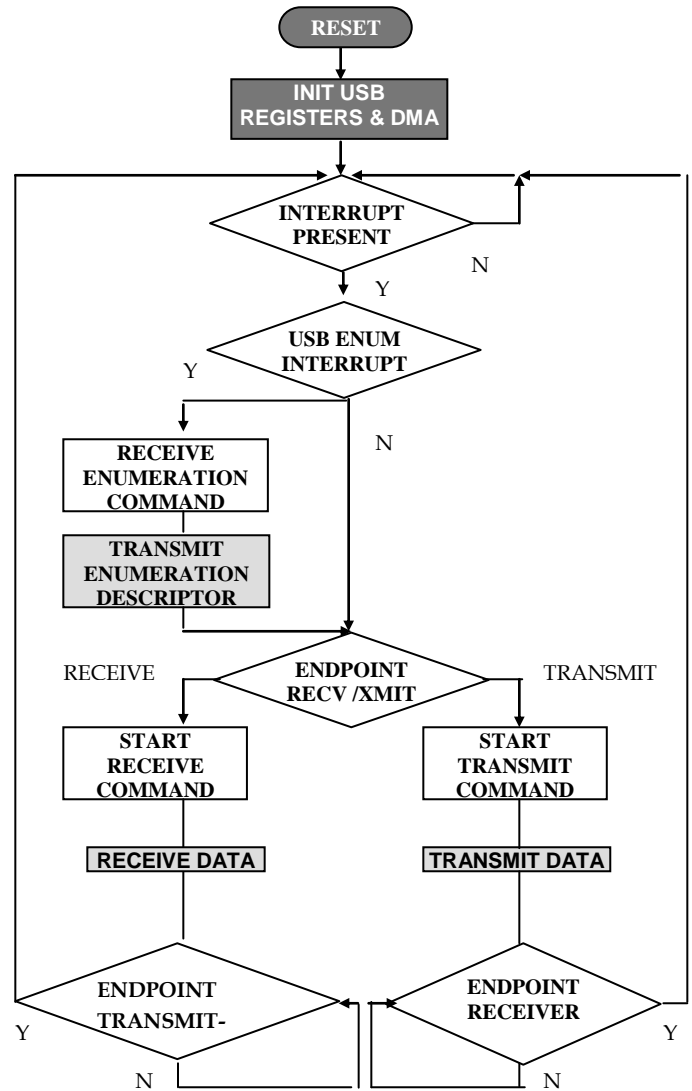 RESET
INIT USB
REGISTERS & DMA
INTERRUPT
PRESENT
N
Y
USB ENUM
INTERRUPT
Y
N
RECEIVE
ENUMERATION
COMMAND
TRANSMIT
ENUMERATION
DESCRIPTOR
RECEIVE
ENDPOINT
RECV /XMIT
TRANSMIT
START
RECEIVE
COMMAND
START
TRANSMIT
COMMAND
RECEIVE DATA
TRANSMIT DATA
ENDPOINT
TRANSMIT-
ENDPOINT
RECEIVER
Y
Y
N
N